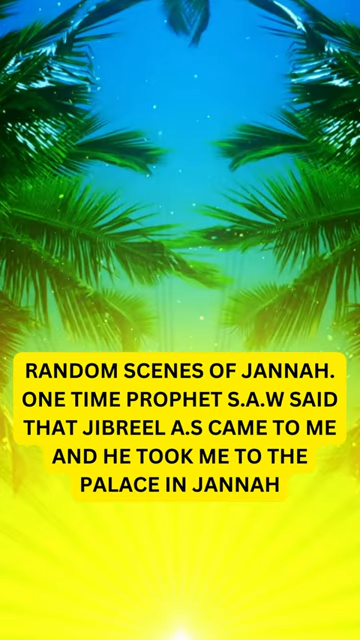 RANDOM SCENES OF JANNAH.
ONE TIME PROPHET S.A.W SAID
THAT JIBREEL A.S CAME TO ME
AND HE TOOK ME TO THE
PALACE IN JANNAH